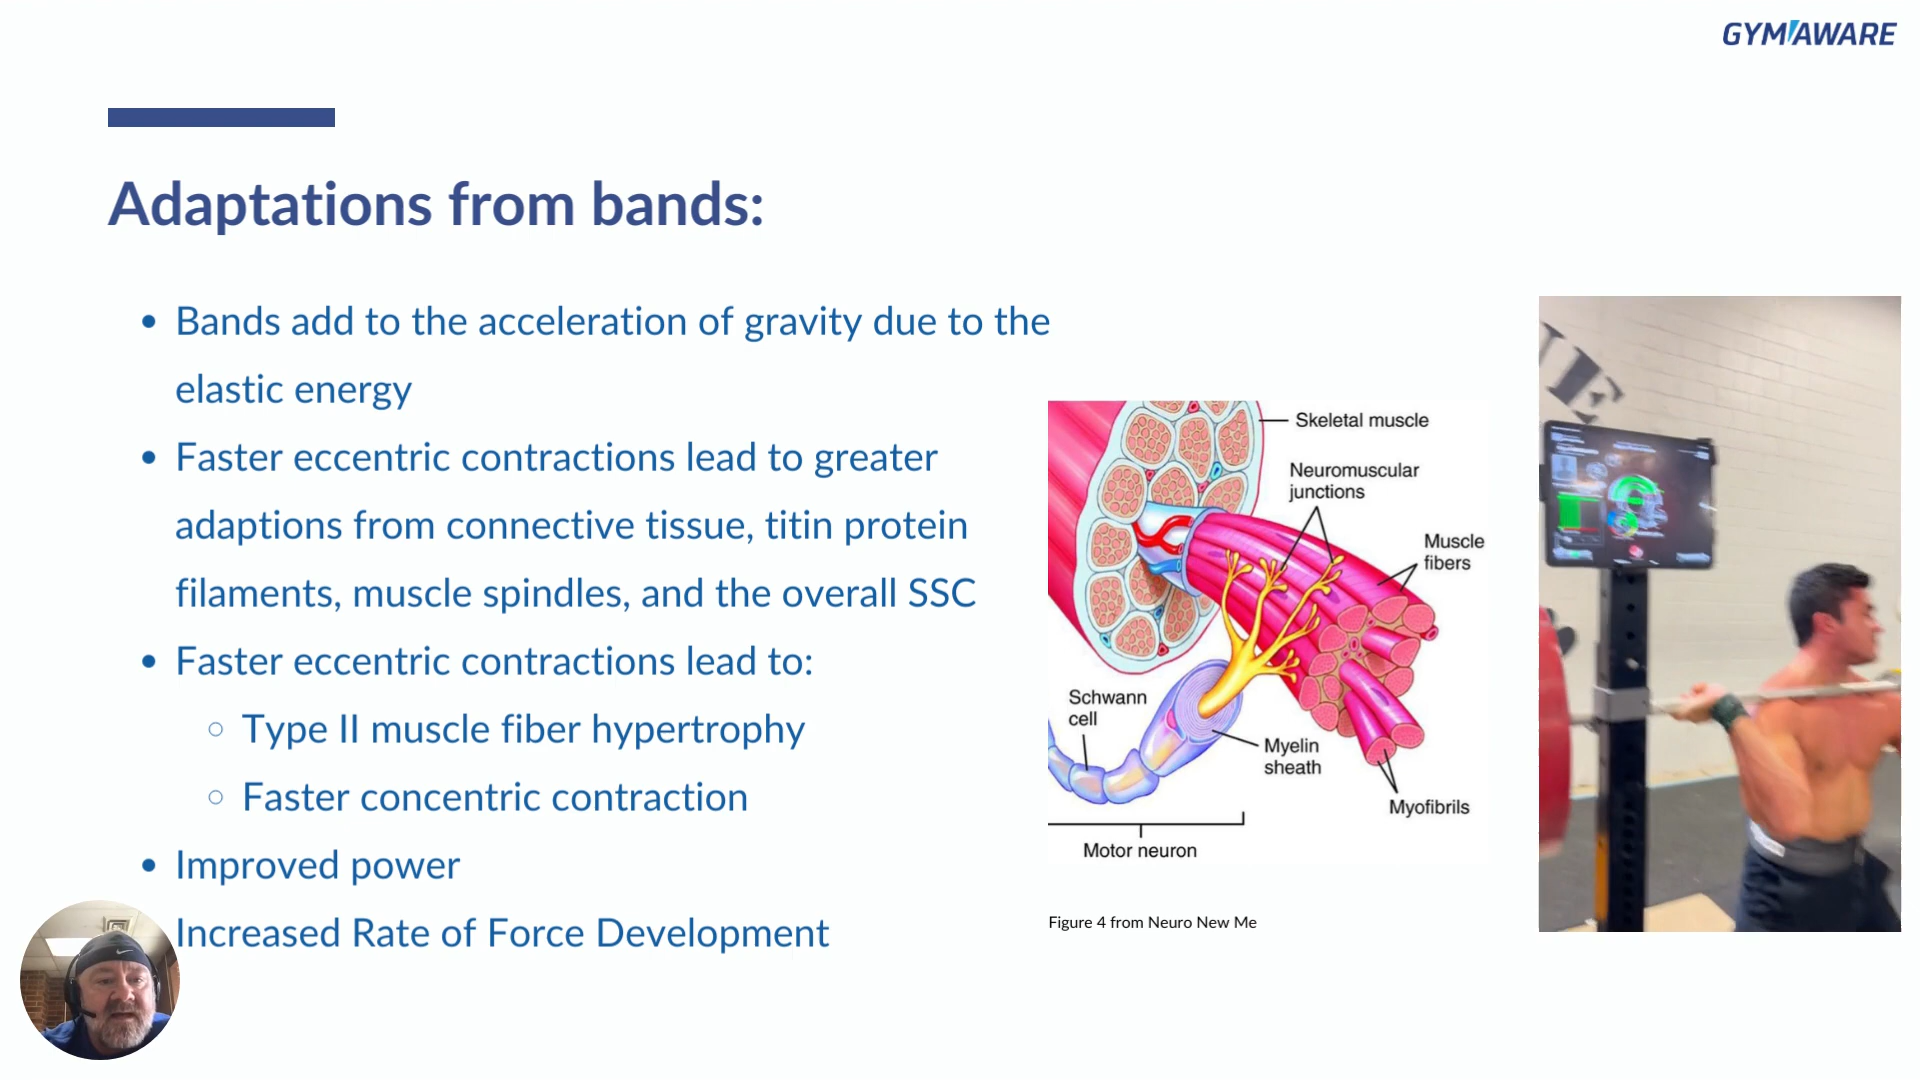 GYMAWARE
Adaptations from bands:
• Bands add to the acceleration of gravity due to the
elastic energy
• Faster eccentric contractions lead to greater
adaptions from connective tissue, titin protein
filaments, muscle spindles, and the overall SSC
• Faster eccentric contractions lead to:
○ Type II muscle fiber hypertrophy
○ Faster concentric contraction
• Improved power
Increased Rate of Force Development
Skeletal muscle
Neuromuscular
junctions
Muscle
fibers
Schwann
cell
Myelin
sheath
Myofibrils
Motor neuron
Figure 4 from Neuro New Me